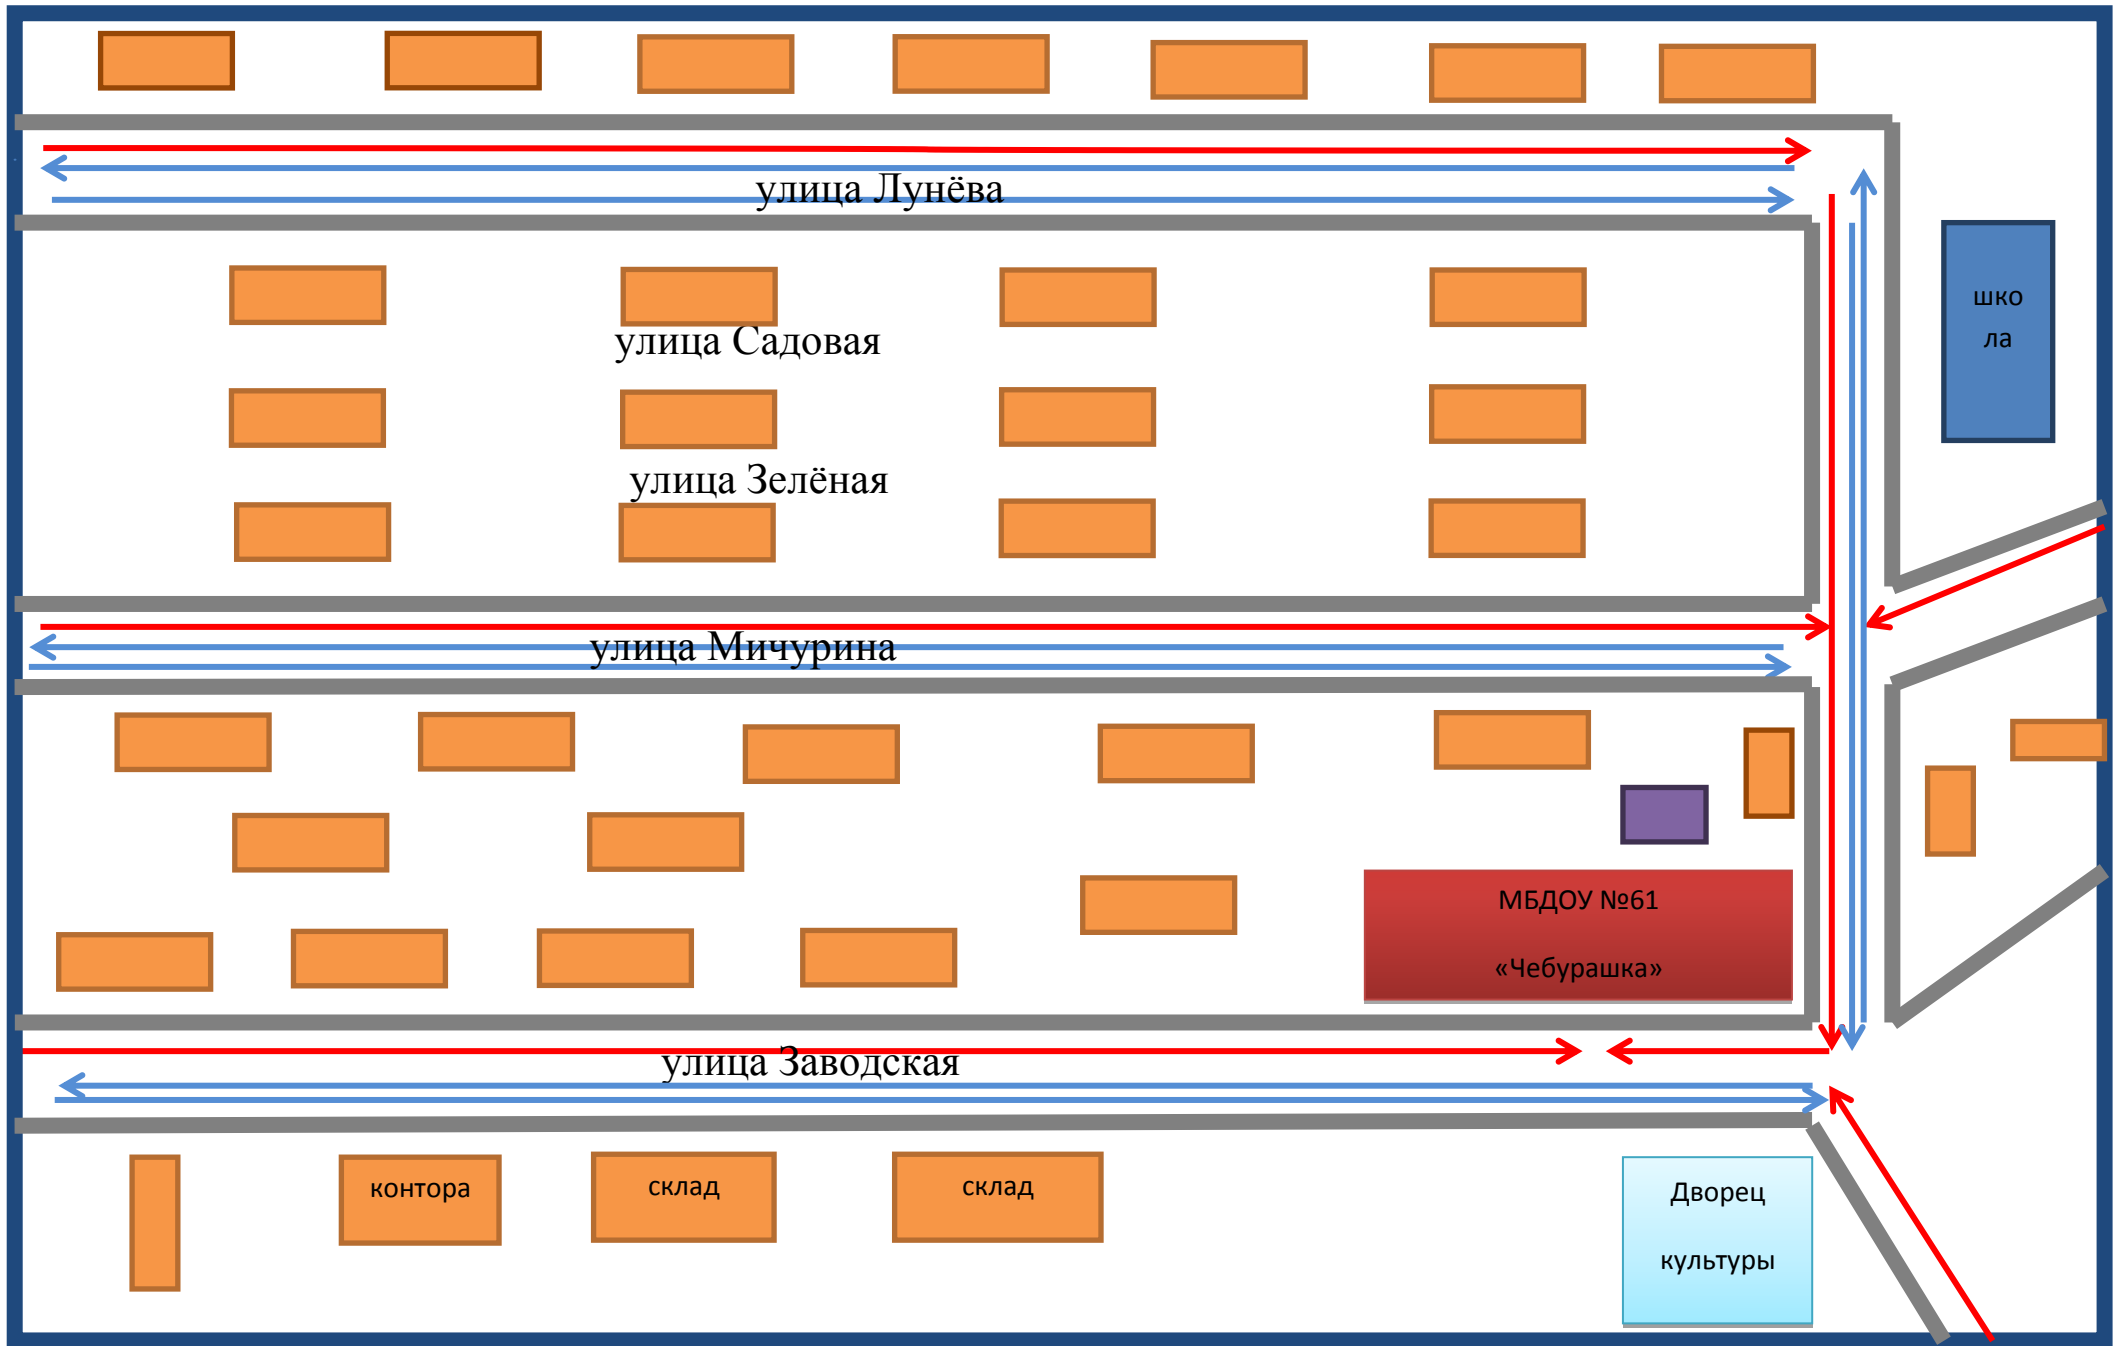 улица Лунёва
шко
ла
улица Садовая
улица Зелёная
улица Мичурина
МБДОУ №61
«Чебурашка»
улица Заводская
контора
склад
склад
Дворец
культуры